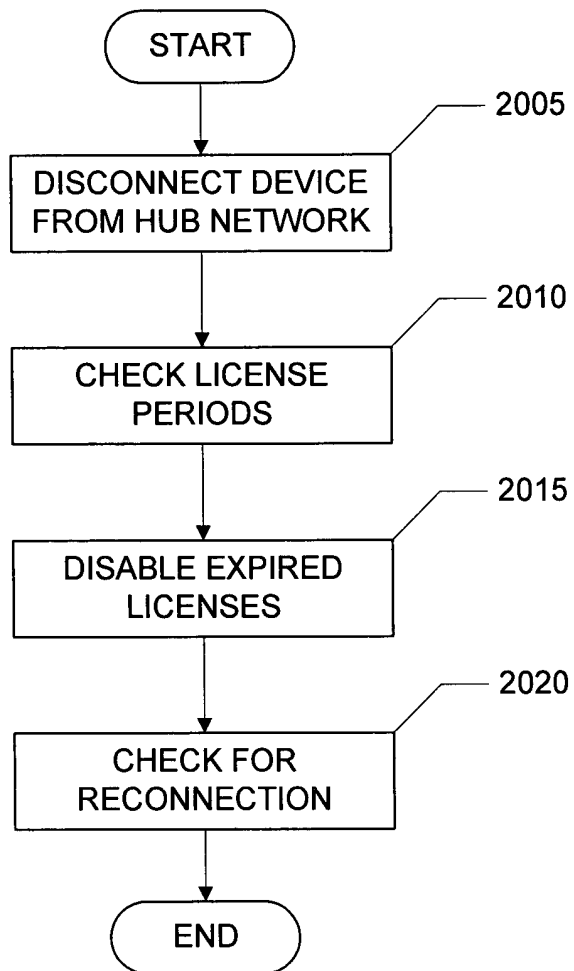 START
2005
DISCONNECT DEVICE
FROM HUB NETWORK
2010
CHECK LICENSE
PERIODS
2015
DISABLE EXPIRED
LICENSES
2020
CHECK FOR
RECONNECTION
END